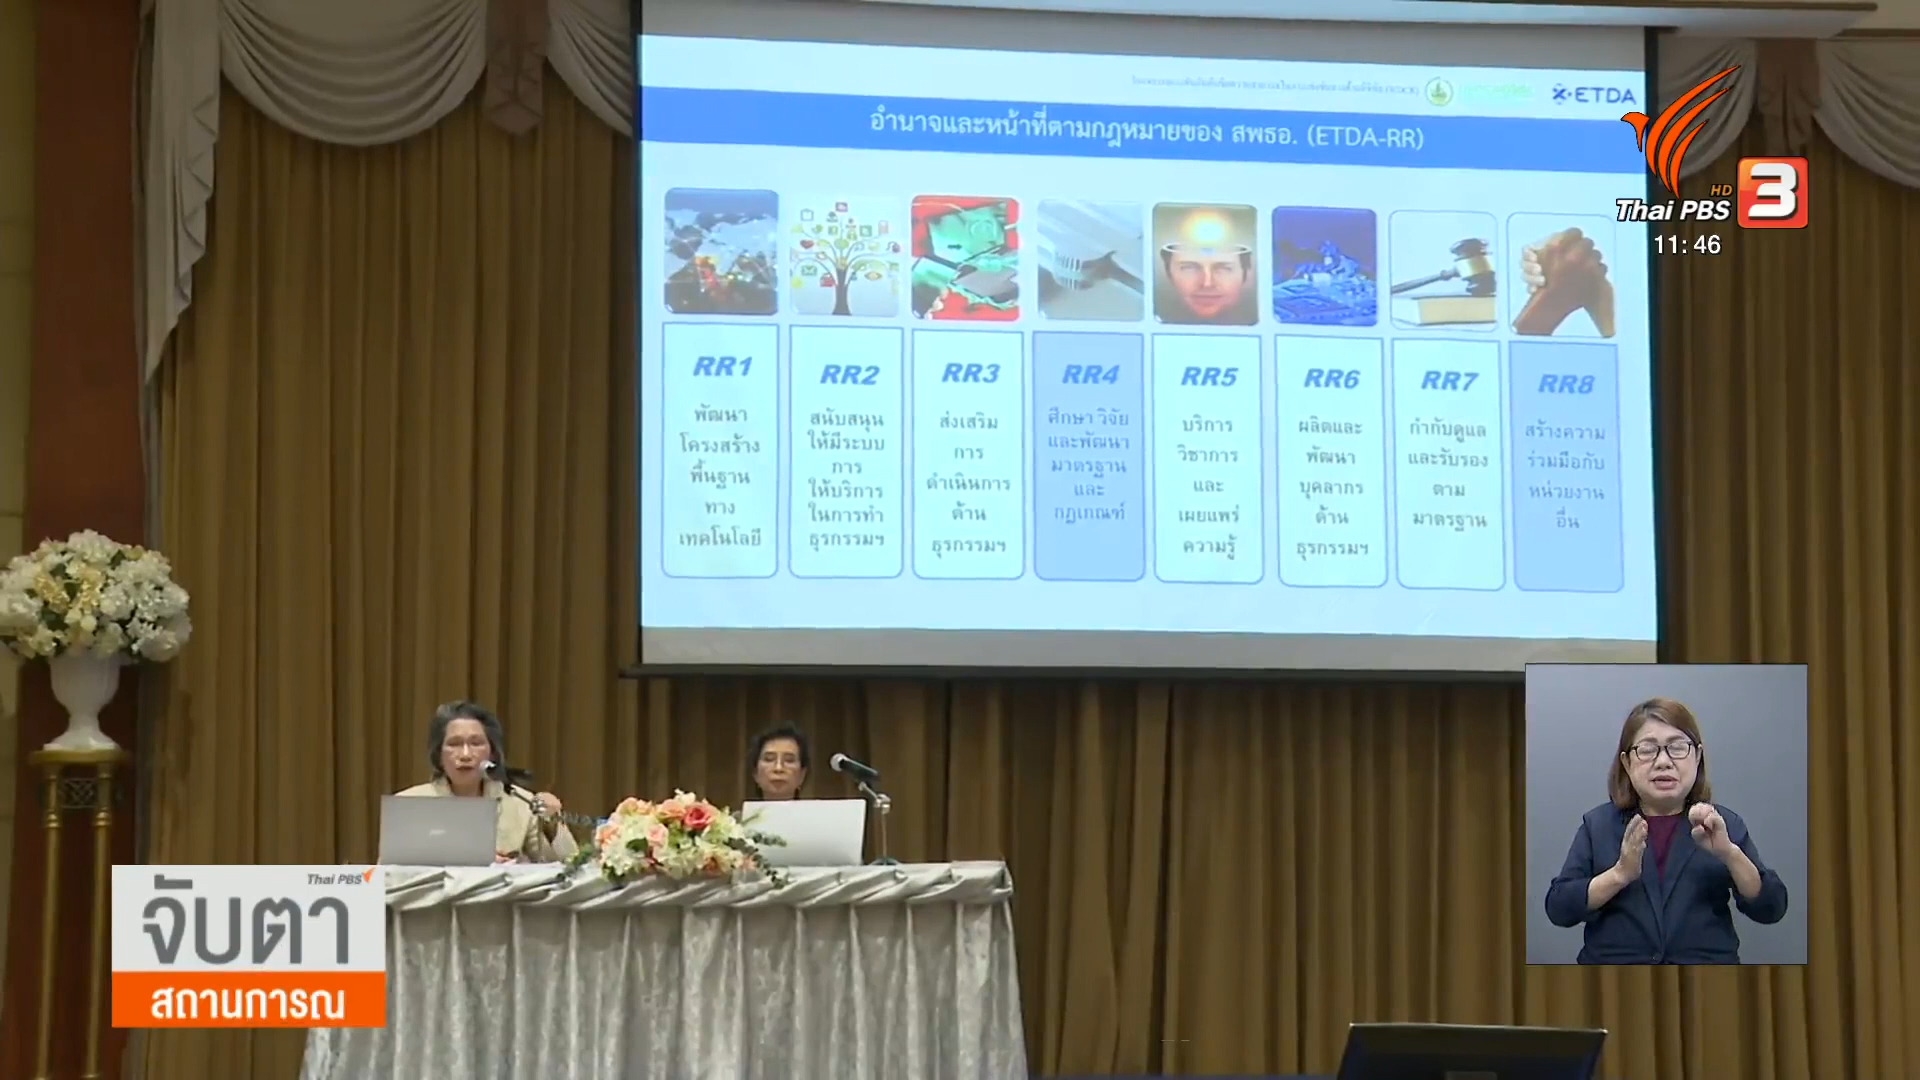 ETDA
อำนาจและหน้าที่ตามกฎหมายของ สพธอ. (ETDA-RR)
HD
Thai PBS 3
11:46
RR1
พัฒนา
โครงสร้าง
พื้นฐาน
ทาง
เทคโนโลยี
RR2
สนับสนุน
ให้มีระบบ
การ
ให้บริการ
ในการทำ
ธุรกรรมฯ
RR3
ส่งเสริม
การ
ดำเนินการ
ด้าน
ธุรกรรมฯ
RR4
ศึกษา วิจัย
และพัฒนา
มาตรฐาน
และ
กฎเกณฑ์
RR5
บริการ
วิชาการ
และ
เผยแพร่
ความรู้
RR6
ผลิตและ
พัฒนา
บุคลากร
ด้าน
ธุรกรรมฯ
RR7
กำกับดูแล
และรับรอง
ตาม
มาตรฐาน
RR8
สร้างความ
ร่วมมือกับ
หน่วยงาน
อื่น
Thai PBS
จับตา
สถานการณ